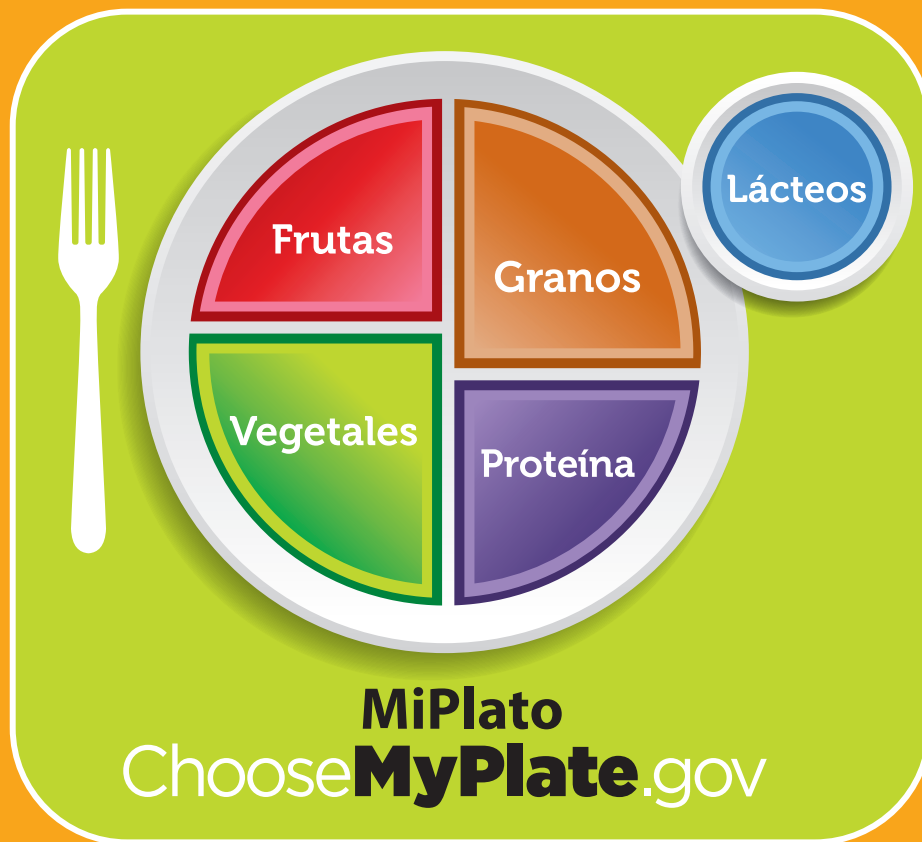 Frutas
Granos
Lácteos
Vegetales
Proteína
MiPlato
ChooseMyPlate.gov